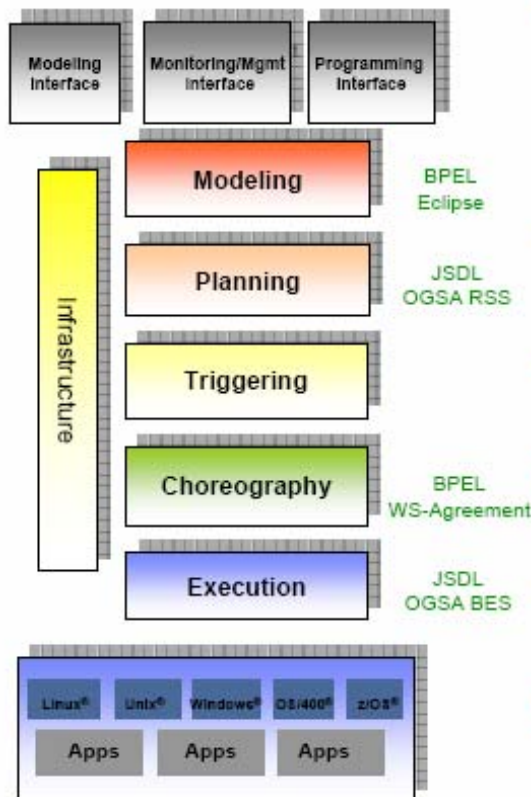 Modeling
Interface
Monitoring/Mgmt
Interface
Programming
Interface
Modeling
BPEL
Eclipse
Infrastructure
Planning
JSDL
OGSA RSS
Triggering
Choreography
BPEL
WS-Agreement
Execution
JSDL
OGSA BES
Linux®
Unix®
Windows®
OS/400®
z/OS®
Apps
Apps
Apps